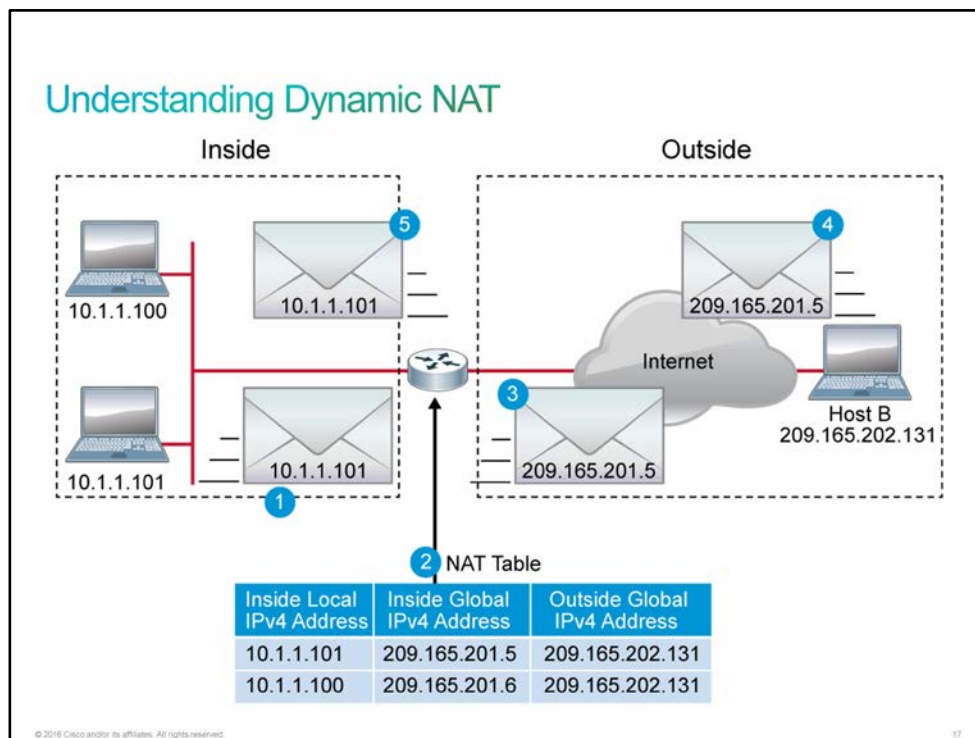 Understanding Dynamic NAT
Inside
Outside
5
4
10.1.1.100
10.1.1.101
209.165.201.5
Internet
3
Host B
209.165.202.131
10.1.1.101
10.1.1.101
209.165.201.5
1
2 NAT Table
Inside Local IPv4 Address
Inside Global IPv4 Address
Outside Global IPv4 Address
10.1.1.101 209.165.201.5 209.165.202.131
10.1.1.100 209.165.201.6 209.165.202.131
© 2016 Cisco and/or its affiliates. All rights reserved.
17